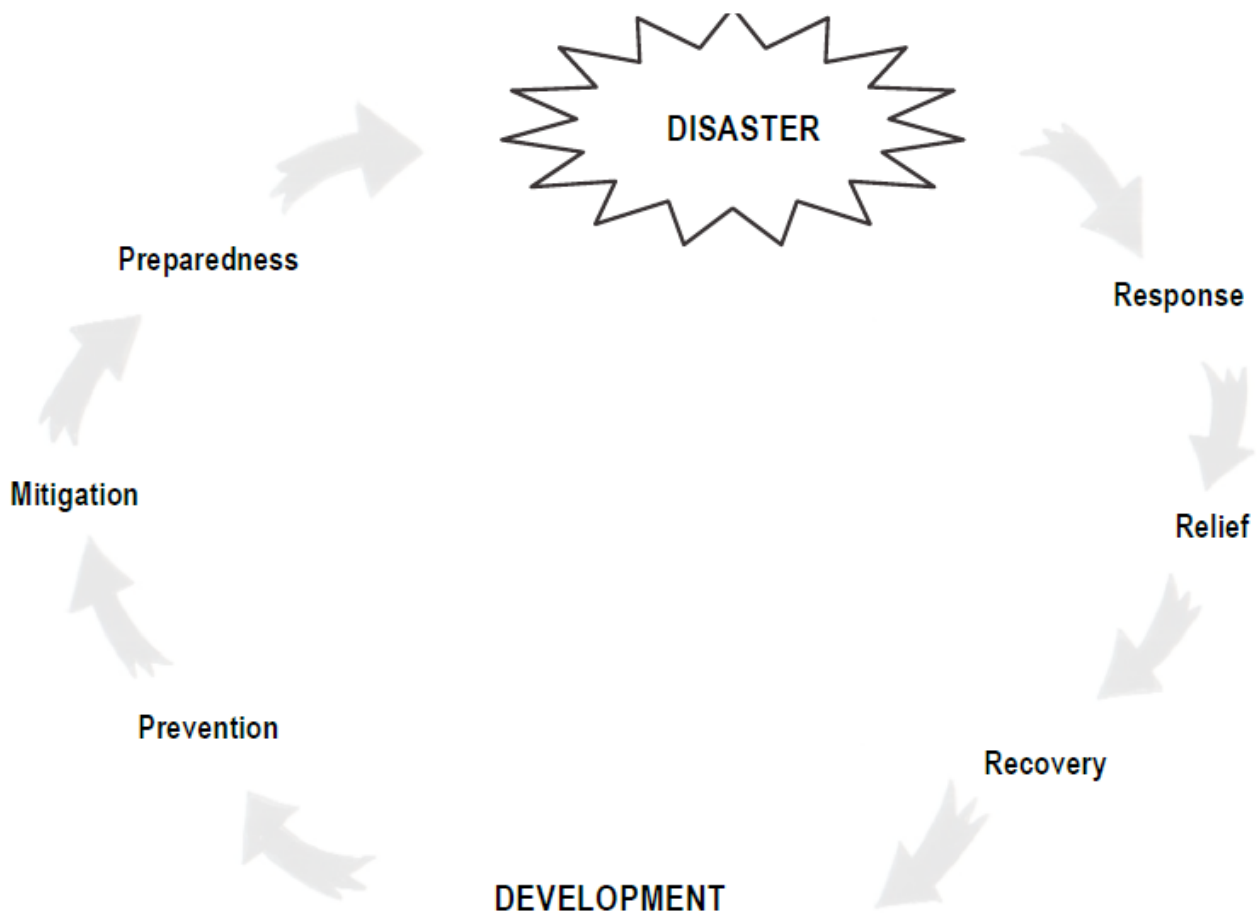 DISASTER
Preparedness
Response
Mitigation
Relief
Prevention
Recovery
DEVELOPMENT